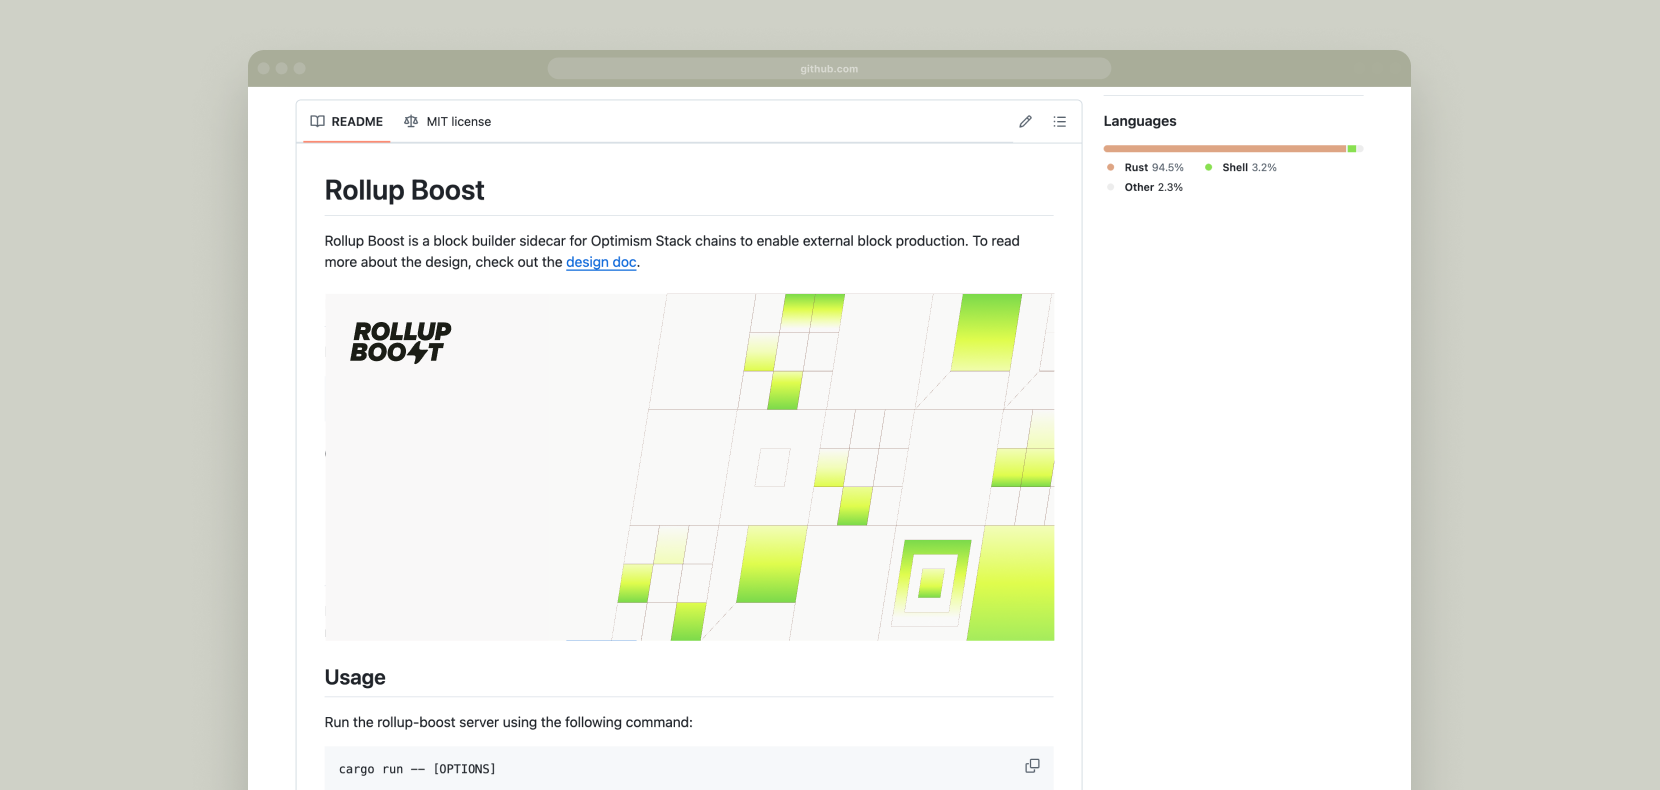 github.com
README
MIT license
Languages
Rust 94.5%
Shell 3.2%
Other 2.3%
Rollup Boost
Rollup Boost is a block builder sidecar for Optimism Stack chains to enable external block production. To read
more about the design, check out the design doc.
ROLLUP
BOOST
Usage
Run the rollup-boost server using the following command:
cargo run -- [OPTIONS]